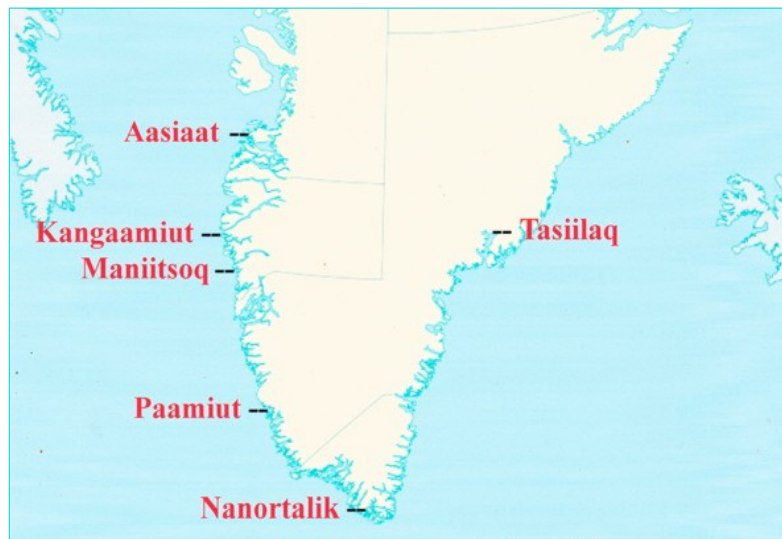 Aasiaat --
Kangaamiut --
-- Tasiilaq
Maniitsoq --
Paamiut --
Nanortalik --